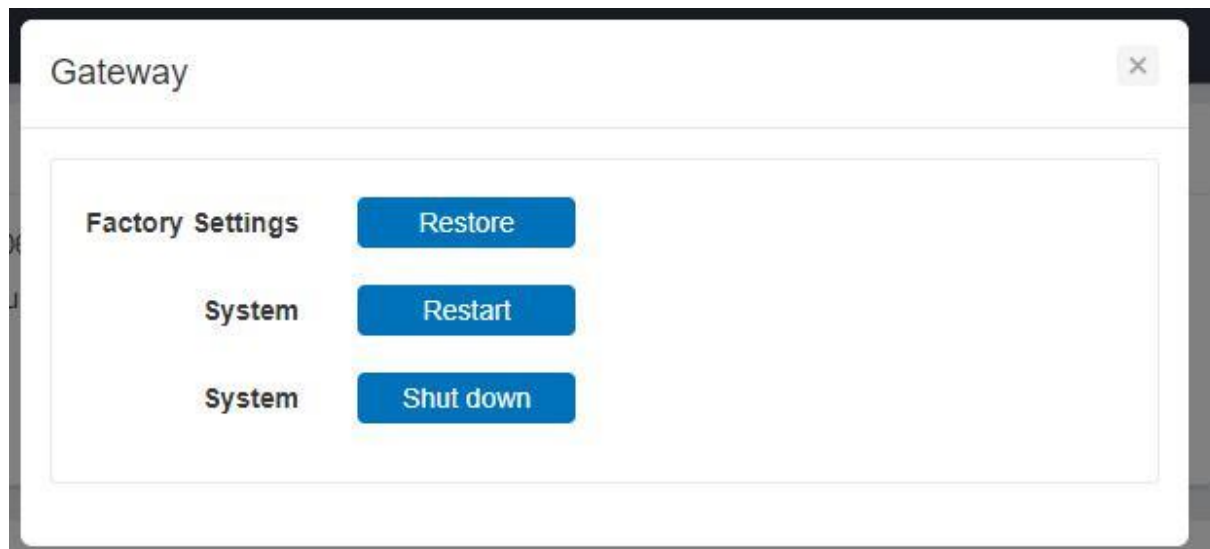 Gateway ×
Factory Settings Restore
System Restart
System Shut down